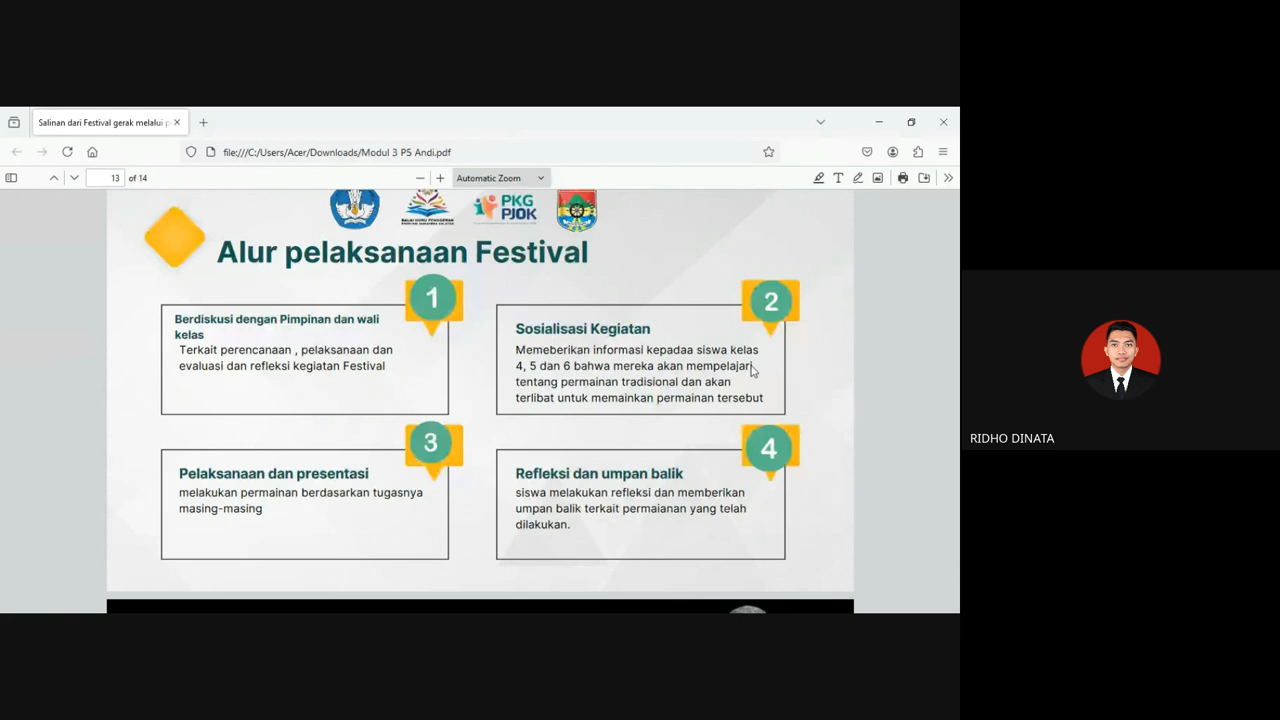 Salinan dari Festival gerak melalui p
file:///C:/Users/Acer/Downloads/Modul 3 P5 Andi.pdf
13 of 14
Automatic Zoom
PKG
PJOK
Alur pelaksanaan Festival
1
Berdiskusi dengan Pimpinan dan wali
kelas
Terkait perencanaan , pelaksanaan dan
evaluasi dan refleksi kegiatan Festival
2
Sosialisasi Kegiatan
Memeberikan informasi kepadaa siswa kelas
4, 5 dan 6 bahwa mereka akan mempelajari
tentang permainan tradisional dan akan
terlibat untuk memainkan permainan tersebut
3
Pelaksanaan dan presentasi
melakukan permainan berdasarkan tugasnya
masing-masing
4
Refleksi dan umpan balik
siswa melakukan refleksi dan memberikan
umpan balik terkait permaianan yang telah
dilakukan.
RIDHO DINATA